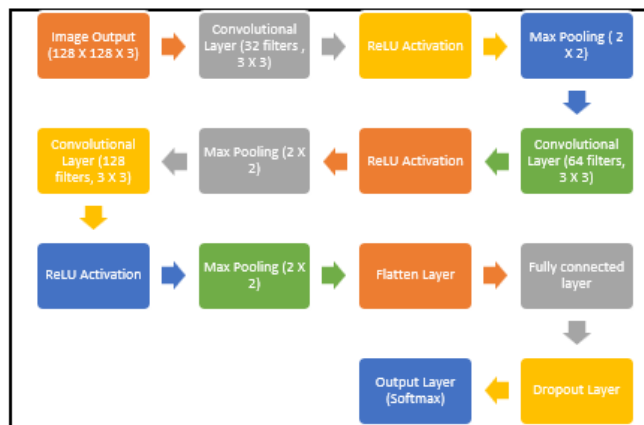 Image Output
(128 X 128 X 3)
Convolutional
Layer (32 filters ,
3 X 3)
ReLU Activation
Max Pooling ( 2
X 2)
Convolutional
Layer (64 filters,
3 X 3)
ReLU Activation
Max Pooling (2 X
2)
Convolutional
Layer (128
filters, 3 X 3)
ReLU Activation
Max Pooling (2 X
2)
Flatten Layer
Fully connected
layer
Dropout Layer
Output Layer
(Softmax)